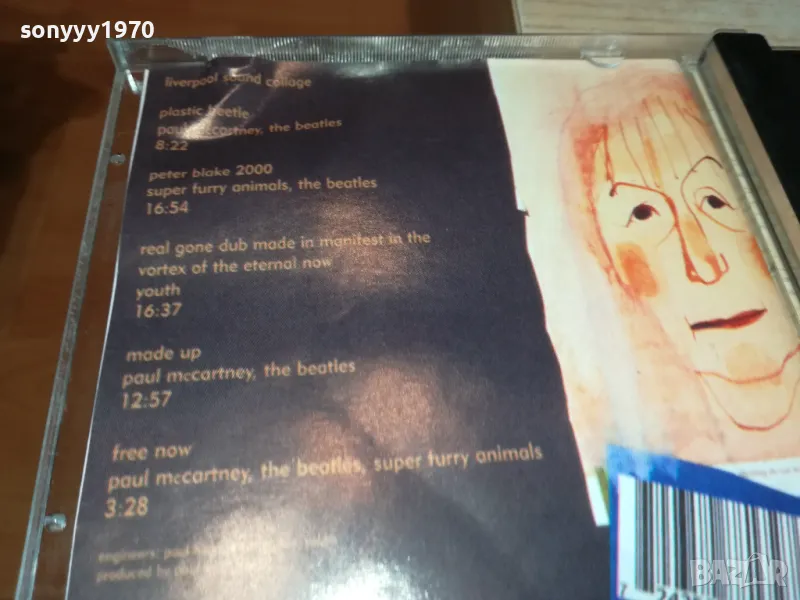 sonyyy1970
liverpool sound collage
plastic beetle
paul mccartney, the beatles
8:22
peter blake 2000
super furry animals, the beatles
16:54
real gone dub made in manifest in the
vortex of the eternal now
youth
16:37
made up
paul mccartney, the beatles
12:57
free now
paul mccartney, the beatles, super furry animals
3:28
engineers: paul
produced by
BAZAR